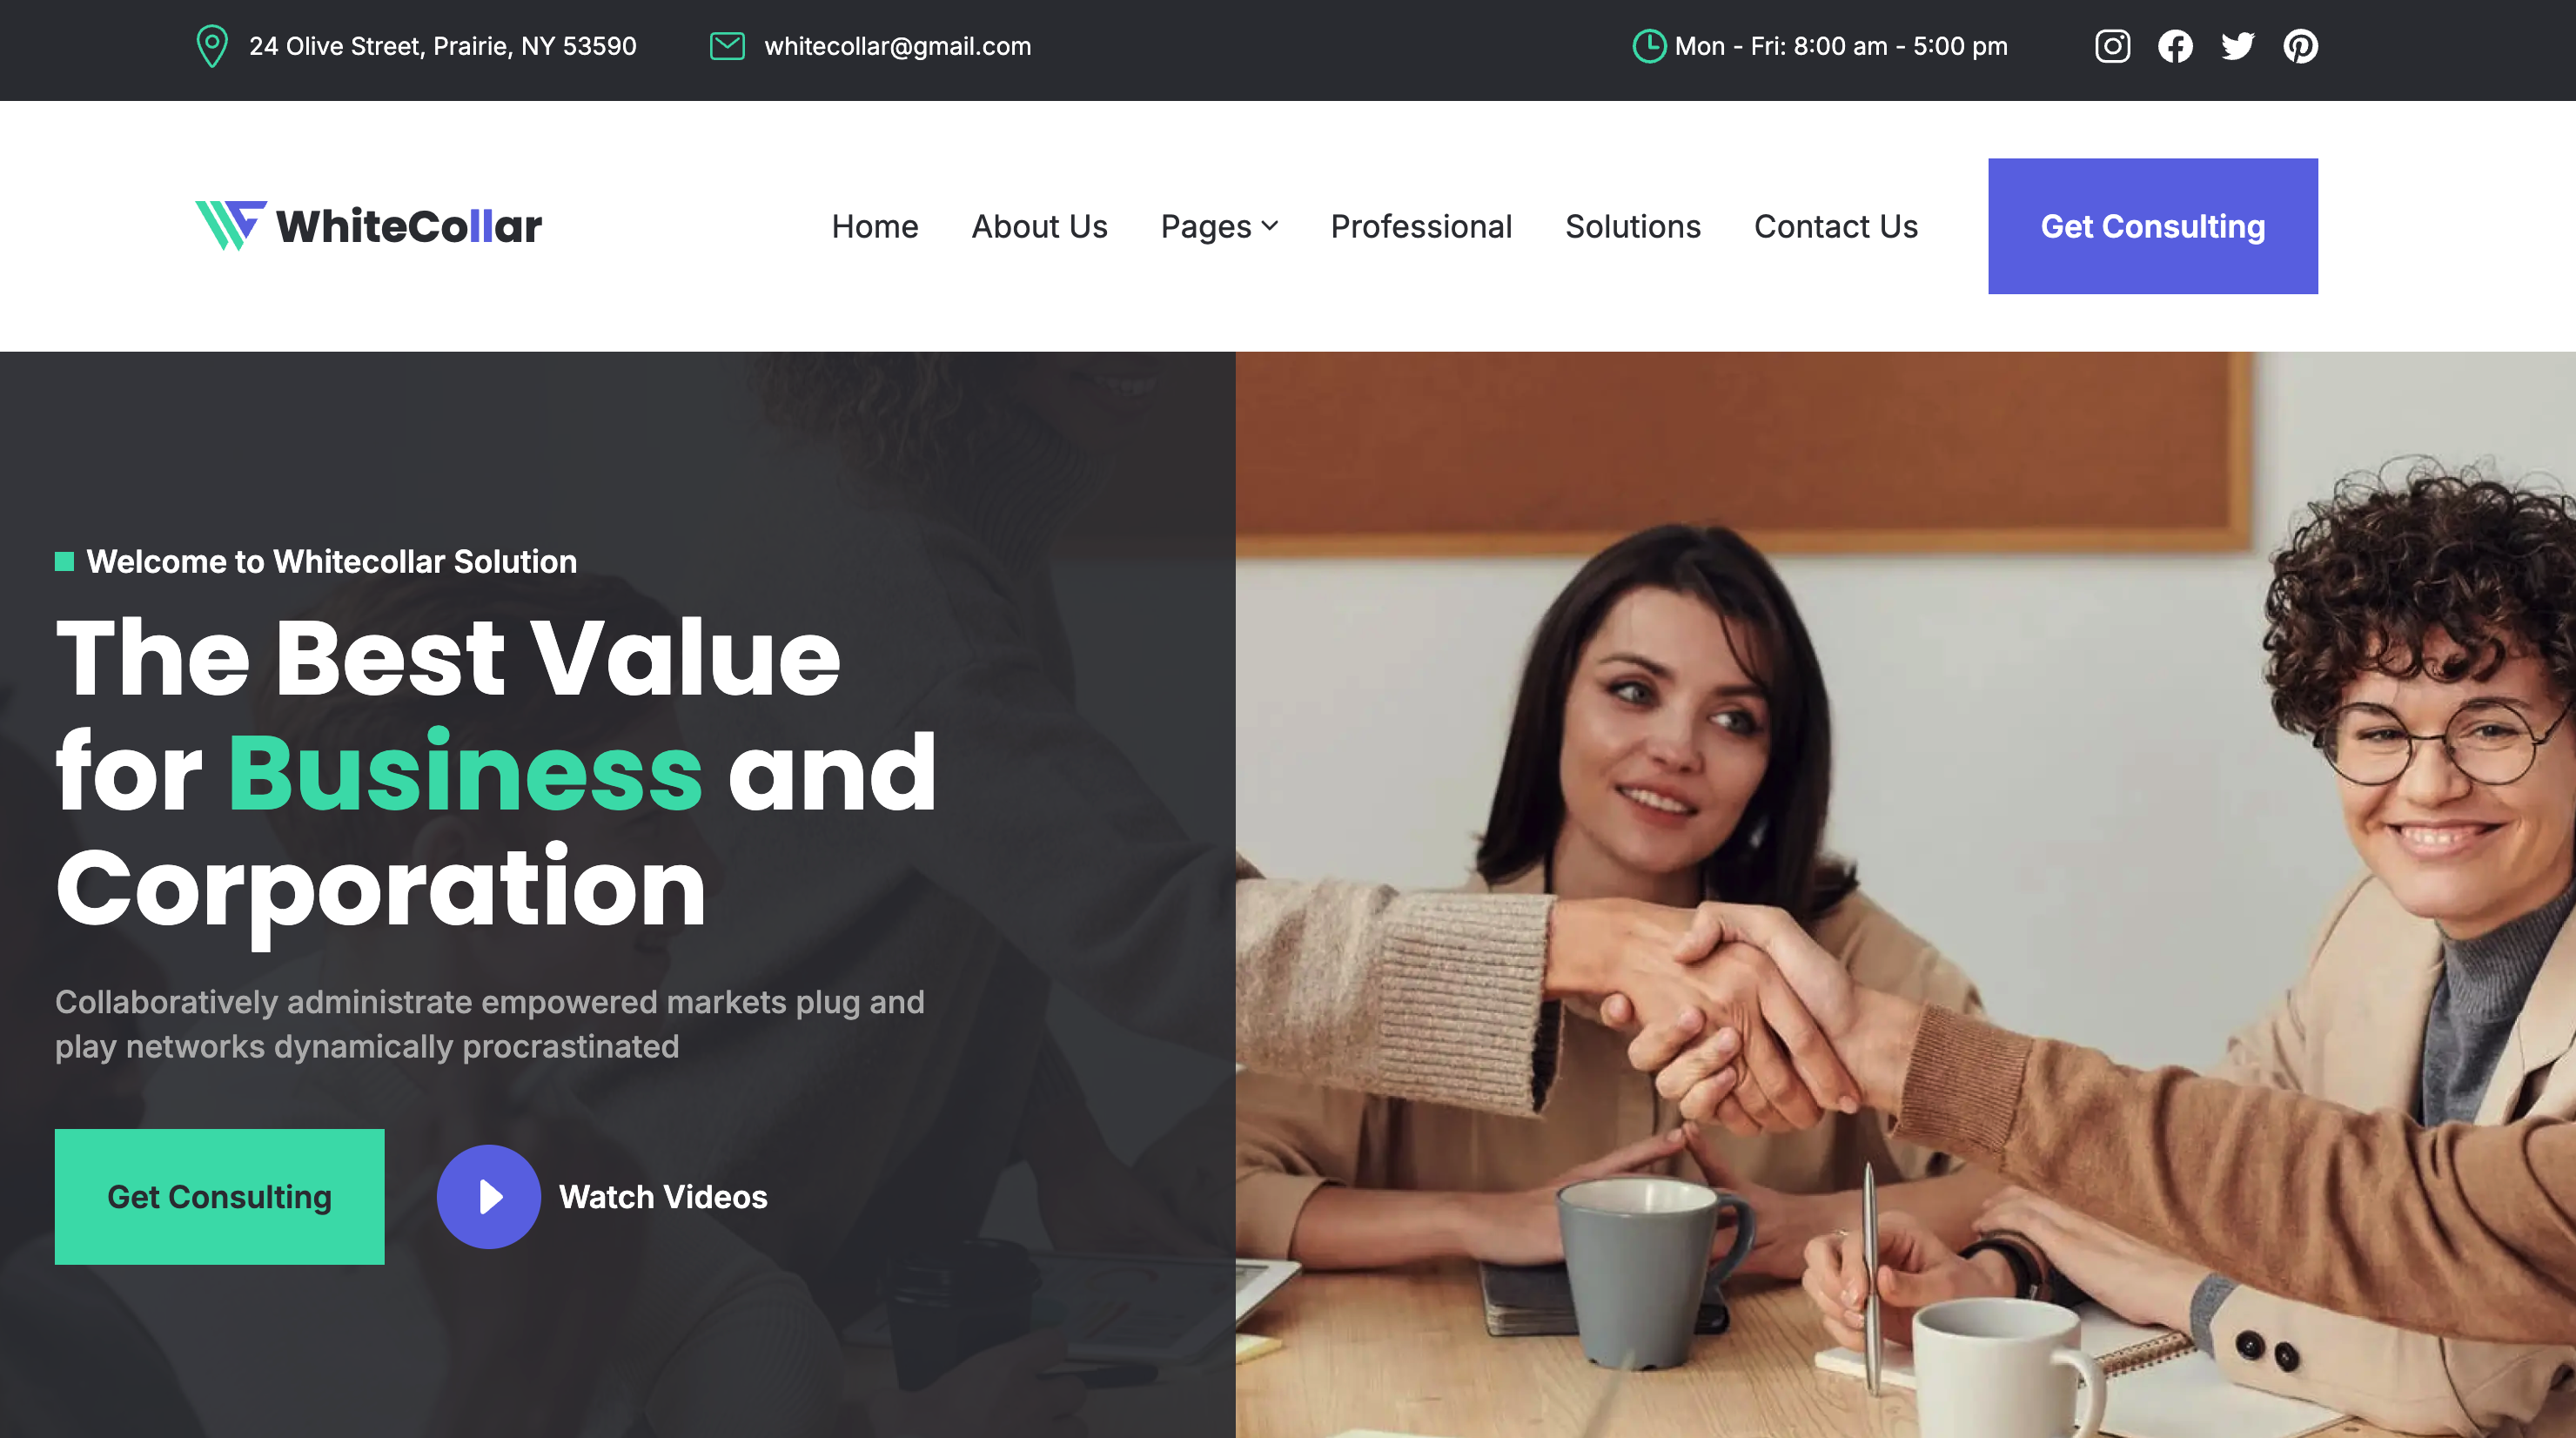 24 Olive Street, Prairie, NY 53590
whitecollar@gmail.com
Mon - Fri: 8:00 am - 5:00 pm
WhiteCollar
Home
About Us
Pages
Professional
Solutions
Contact Us
Get Consulting
Welcome to Whitecollar Solution
The Best Value
for Business and
Corporation
Collaboratively administrate empowered markets plug and
play networks dynamically procrastinated
Get Consulting
Watch Videos